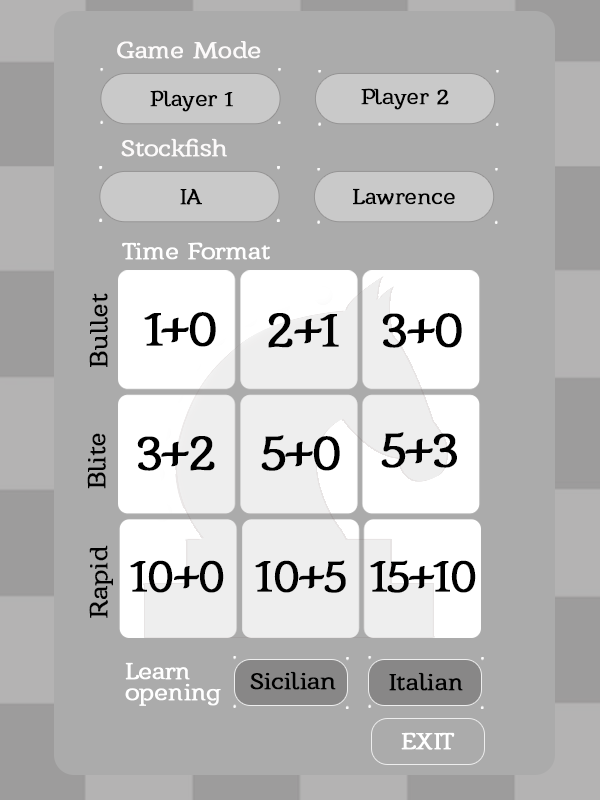 Game Mode
Player 1 Player 2
Stockfish
IA Lawrence
Time Format
Bullet 1+0 2+1 3+0
Blite 3+2 5+0 5+3
Rapid 10+0 10+5 15+10
Learn
opening Sicilian Italian
EXIT